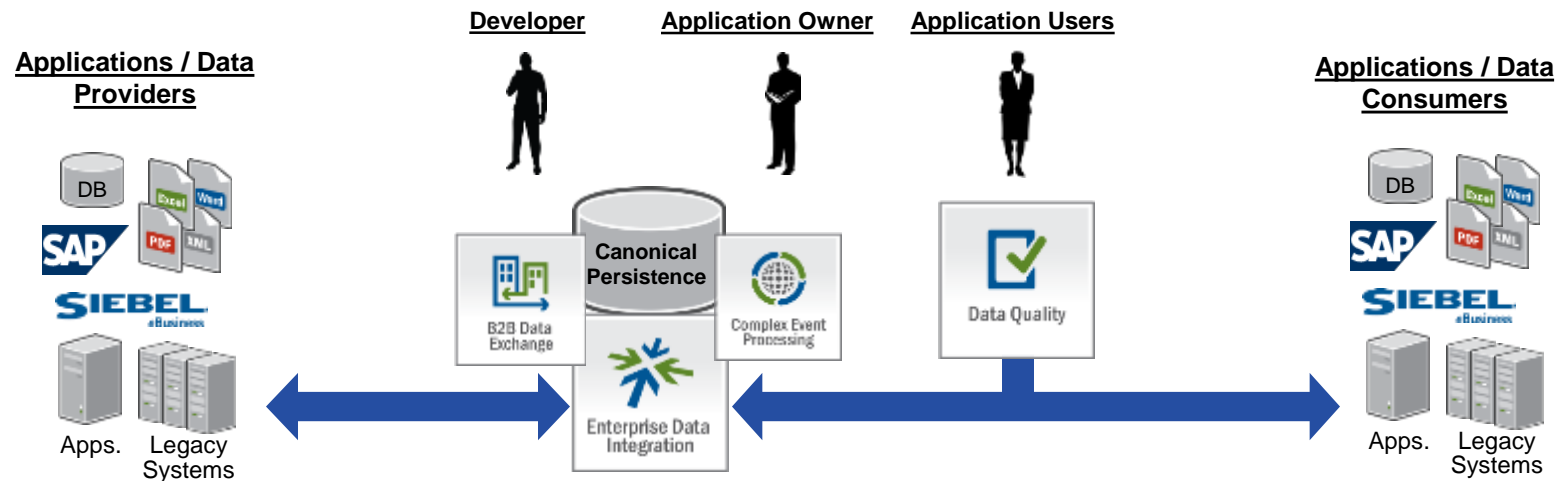 Developer
Application Owner
Application Users
Applications / Data
Providers
Applications / Data
Consumers
DB
Excel
Word
PDF
XML
SAP
SIEBEL
eBusiness
Apps.
Legacy
Systems
Canonical
Persistence
B2B Data
Exchange
Complex Event
Processing
Enterprise Data
Integration
Data Quality
DB
Excel
Word
PDF
XML
SAP
SIEBEL
eBusiness
Apps.
Legacy
Systems